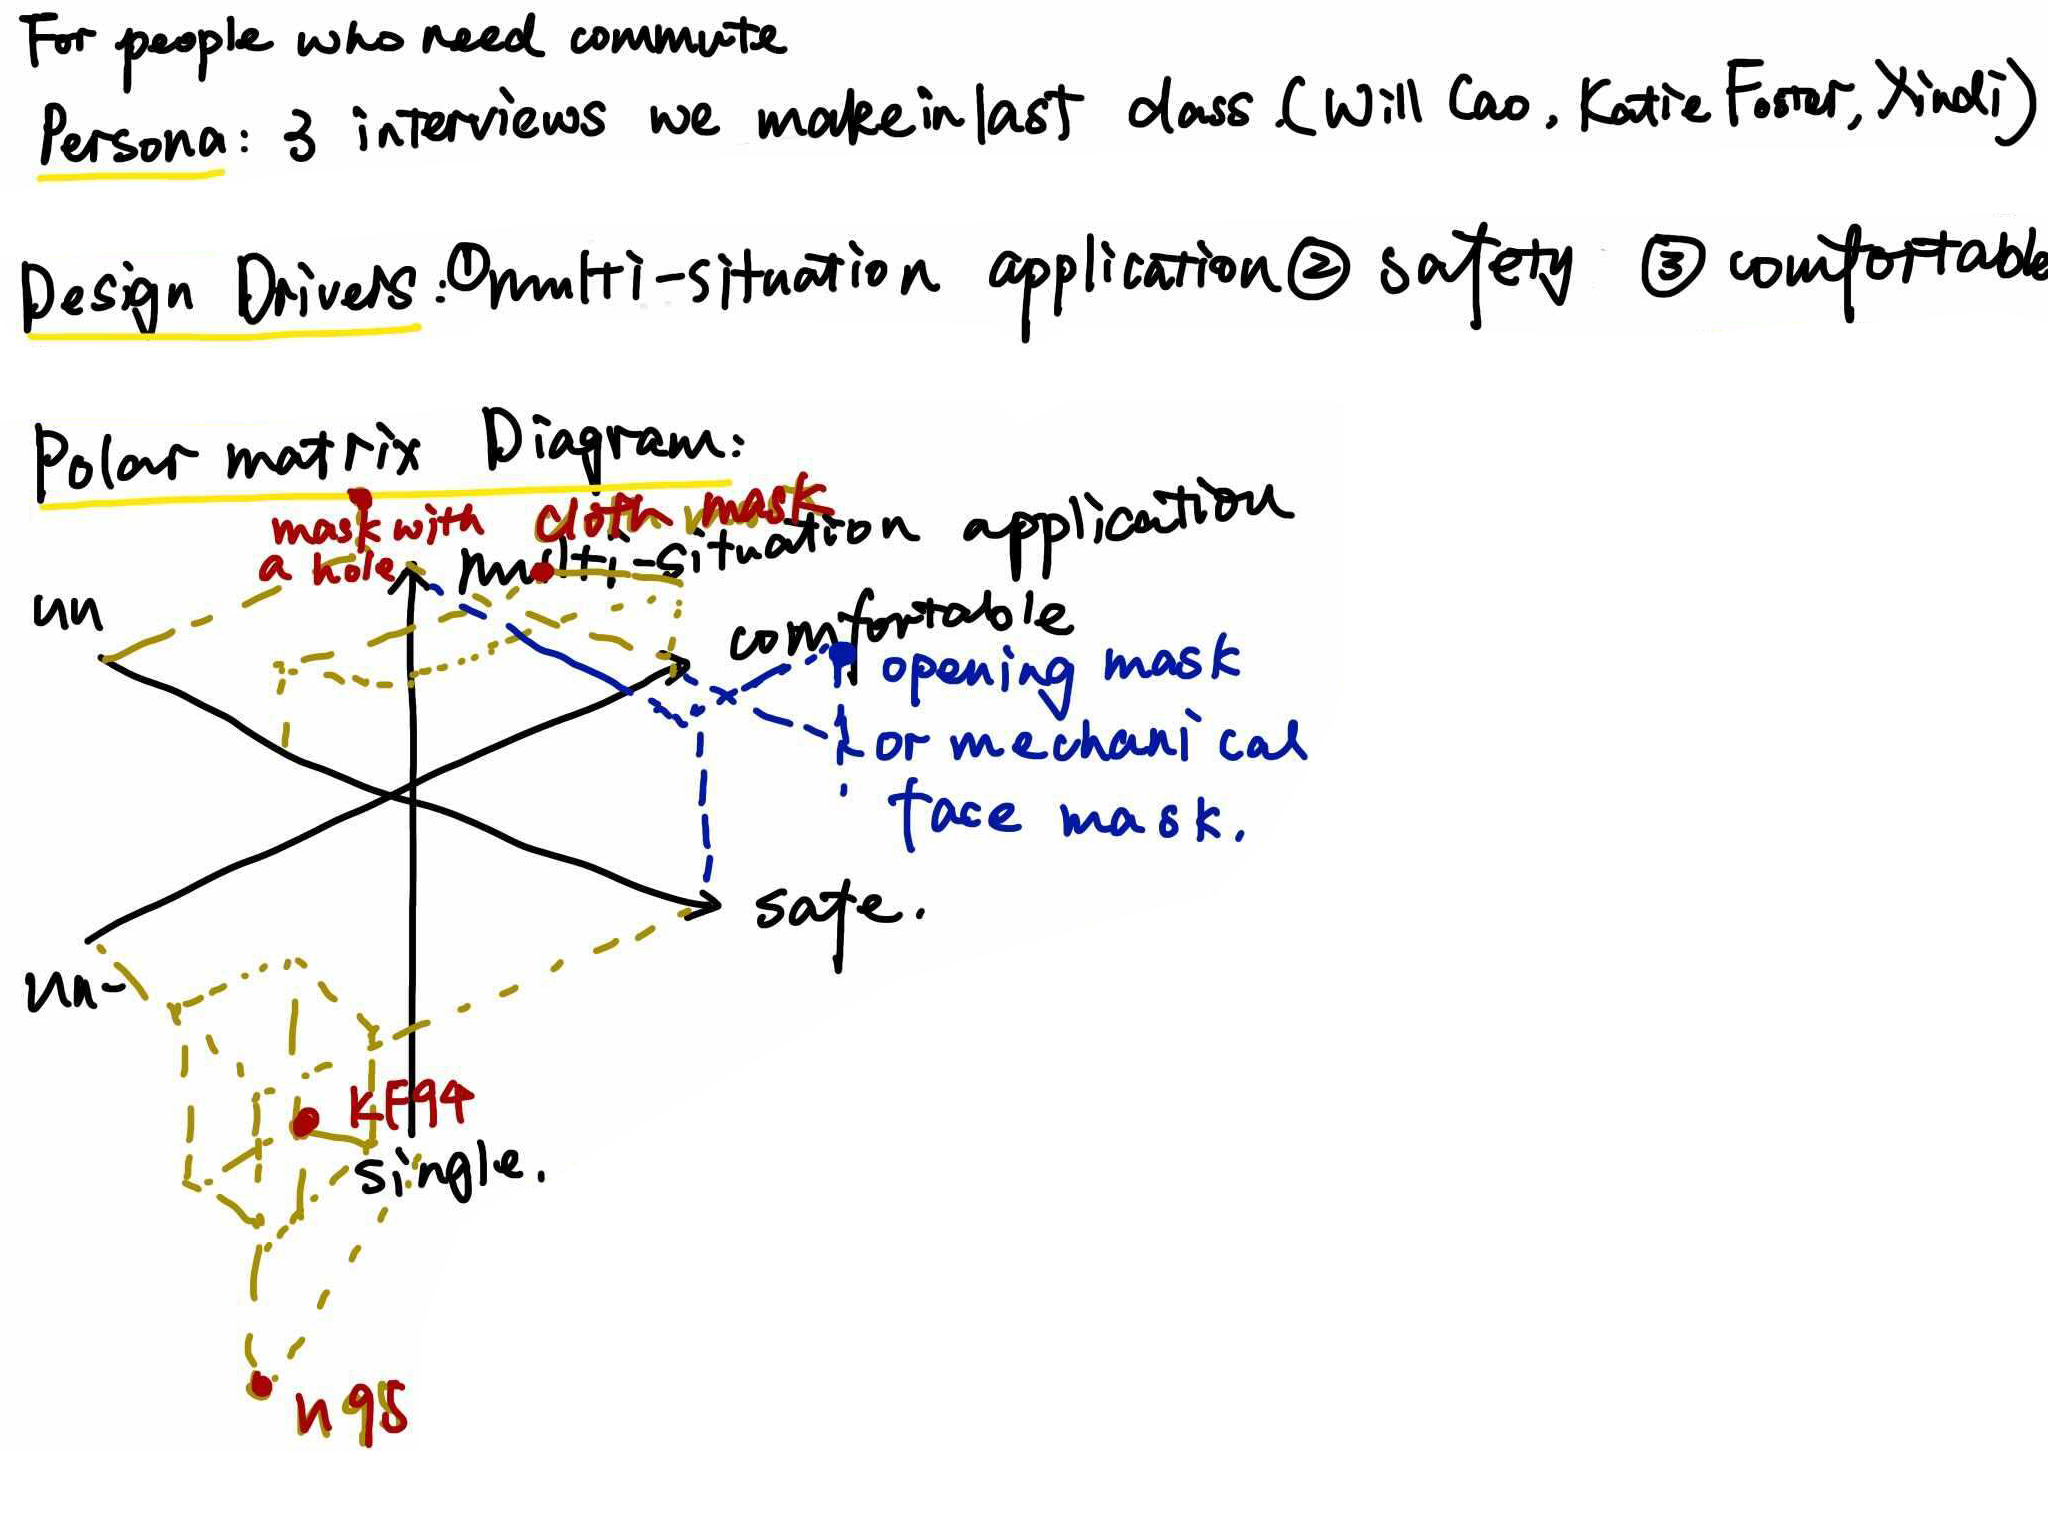 For people who need commute
Persona: 3 interviews we make in last class (Will Cao, Katie Foster, Xindi)
Design Drivers: ① multi-situation application ② safety ③ comfortable
Polar matrix Diagram:
mask with
a hole
cloth mask
multi-situation application
un
comfortable
opening mask
or mechanical
face mask.
safe.
un-
KF94
single.
n95